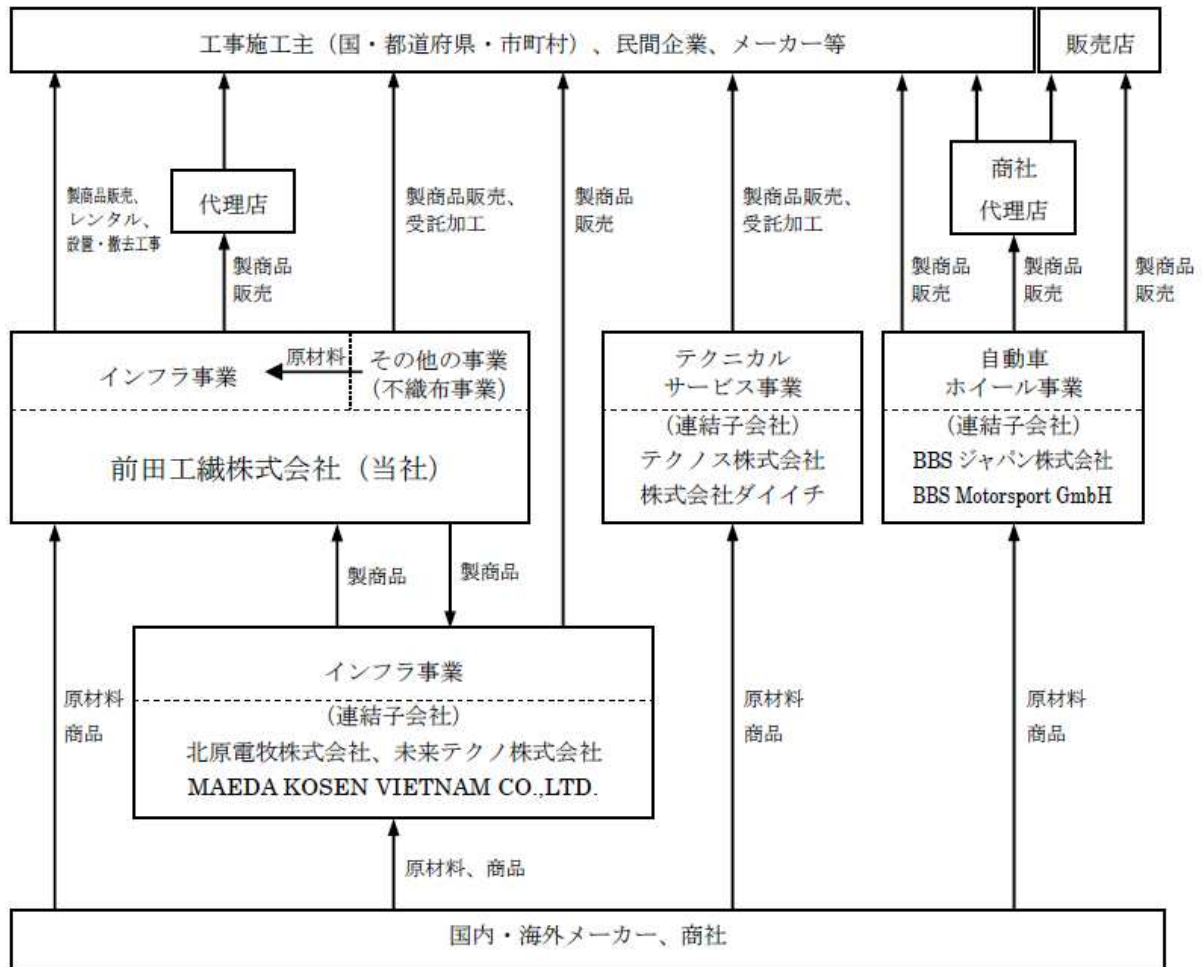 工事施工主（国・都道府県・市町村）、民間企業、メーカー等
販売店
製商品販売、
レンタル、
設置・撤去工事
代理店
製商品
販売
製商品販売、
受託加工
製商品
販売
製商品販売、
受託加工
商社
代理店
製商品
販売
製商品
販売
製商品
販売
インフラ事業
原材料
その他の事業
（不織布事業）
前田工繊株式会社（当社）
テクニカル
サービス事業
（連結子会社）
テクノス株式会社
株式会社ダイイチ
自動車
ホイール事業
（連結子会社）
BBS ジャパン株式会社
BBS Motorsport GmbH
製商品
製商品
インフラ事業
（連結子会社）
北原電牧株式会社、未来テクノ株式会社
MAEDA KOSEN VIETNAM CO.,LTD.
原材料
商品
原材料、商品
原材料
商品
原材料
商品
国内・海外メーカー、商社